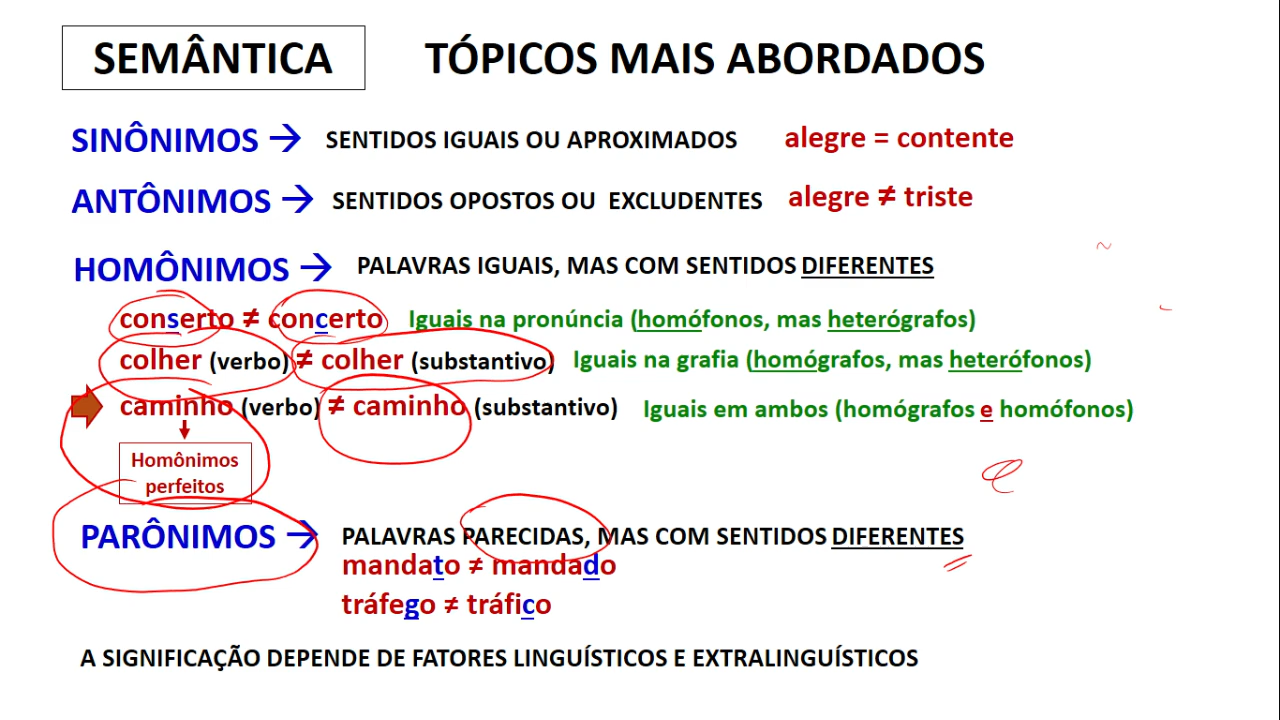 SEMÂNTICA TÓPICOS MAIS ABORDADOS
SINÔNIMOS → SENTIDOS IGUAIS OU APROXIMADOS alegre = contente
ANTÔNIMOS → SENTIDOS OPOSTOS OU EXCLUDENTES alegre ≠ triste
HOMÔNIMOS → PALAVRAS IGUAIS, MAS COM SENTIDOS DIFERENTES
conserto ≠ concerto Iguais na pronúncia (homófonos, mas heterógrafos)
colher (verbo) ≠ colher (substantivo) Iguais na grafia (homógrafos, mas heterófonos)
caminho (verbo) ≠ caminho (substantivo) Iguais em ambos (homógrafos e homófonos)
Homônimos
perfeitos
PARÔNIMOS → PALAVRAS PARECIDAS, MAS COM SENTIDOS DIFERENTES
mandato ≠ mandado
tráfego ≠ tráfico
A SIGNIFICAÇÃO DEPENDE DE FATORES LINGUÍSTICOS E EXTRALINGUÍSTICOS